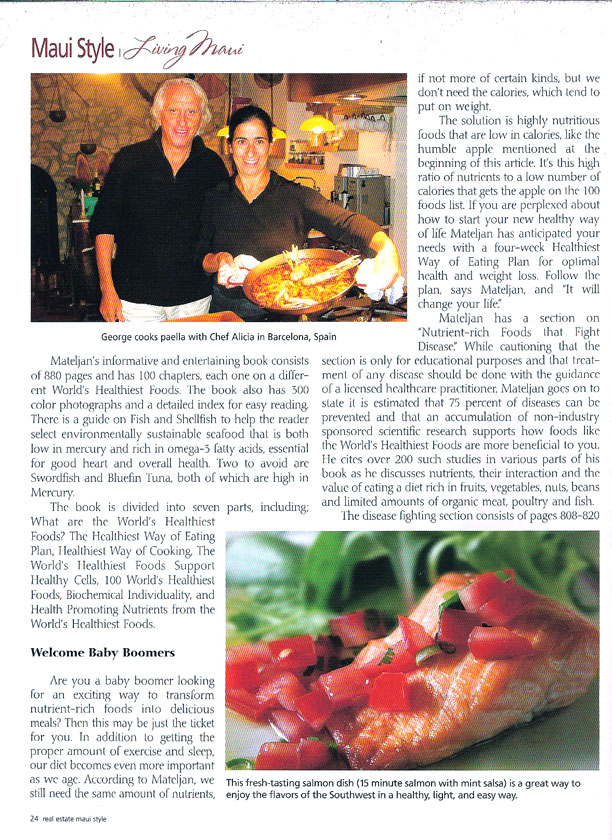 Maui Style | Living Maui
George cooks paella with Chef Alicia in Barcelona, Spain
Mateljan's informative and entertaining book consists
of 880 pages and has 100 chapters, each one on a differ-
ent World's Healthiest Foods. The book also has 500
color photographs and a detailed index for easy reading.
There is a guide on Fish and Shellfish to help the reader
select environmentally sustainable seafood that is both
low in mercury and rich in omega-3 fatty acids, essential
for good heart and overall health. Two to avoid are
Swordfish and Bluefin Tuna, both of which are high in
Mercury.
The book is divided into seven parts, including:
What are the World's Healthiest
Foods? The Healthiest Way of Eating
Plan, Healthiest Way of Cooking, The
World's Healthiest Foods Support
Healthy Cells, 100 World's Healthiest
Foods, Biochemical Individuality, and
Health Promoting Nutrients from the
World's Healthiest Foods.
Welcome Baby Boomers
Are you a baby boomer looking
for an exciting way to transform
nutrient-rich foods into delicious
meals? Then this may be just the ticket
for you. In addition to getting the
proper amount of exercise and sleep,
our diet becomes even more important
as we age. According to Mateljan, we
still need the same amount of nutrients,
if not more of certain kinds, but we
don't need the calories, which tend to
put on weight.
The solution is highly nutritious
foods that are low in calories, like the
humble apple mentioned at the
beginning of this article. It's this high
ratio of nutrients to a low number of
calories that gets the apple on the 100
foods list. If you are perplexed about
how to start your new healthy way
of life Mateljan has anticipated your
needs with a four-week Healthiest
Way of Eating Plan for optimal
health and weight loss. Follow the
plan, says Mateljan, and "It will
change your life."
Mateljan has a section on
"Nutrient-rich Foods that Fight
Disease." While cautioning that the
section is only for educational purposes and that treat-
ment of any disease should be done with the guidance
of a licensed healthcare practitioner, Mateljan goes on to
state it is estimated that 75 percent of diseases can be
prevented and that an accumulation of non-industry
sponsored scientific research supports how foods like
the World's Healthiest Foods are more beneficial to you.
He cites over 200 such studies in various parts of his
book as he discusses nutrients, their interaction and the
value of eating a diet rich in fruits, vegetables, nuts, beans
and limited amounts of organic meat, poultry and fish.
The disease fighting section consists of pages 808-820
This fresh-tasting salmon dish (15 minute salmon with mint salsa) is a great way to
enjoy the flavors of the Southwest in a healthy, light, and easy way.
24 real estate maui style